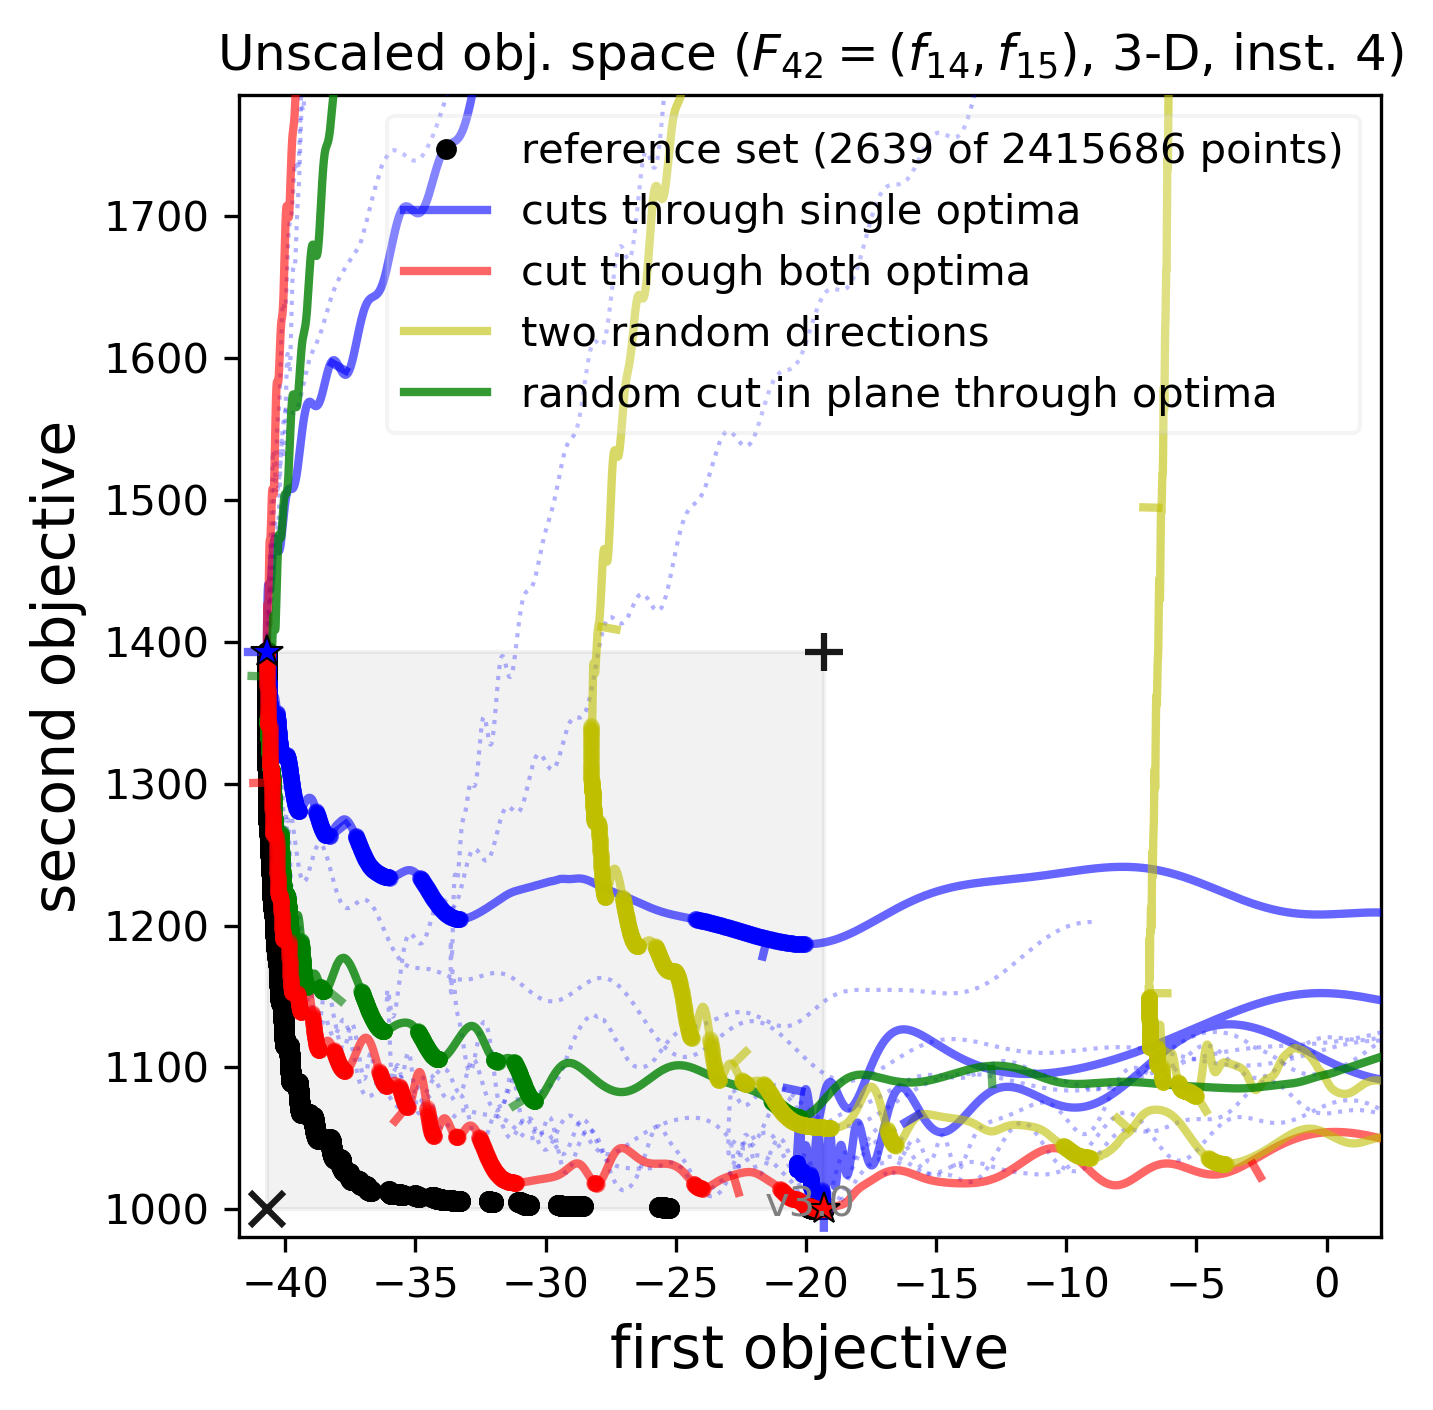 Unscaled obj. space (F₄₂ = (f₁₄, f₁₅), 3-D, inst. 4)
reference set (2639 of 2415686 points)
cuts through single optima
cut through both optima
two random directions
random cut in plane through optima
second objective
1700
1600
1500
1400
1300
1200
1100
1000
v3.0
−40 −35 −30 −25 −20 −15 −10 −5 0
first objective